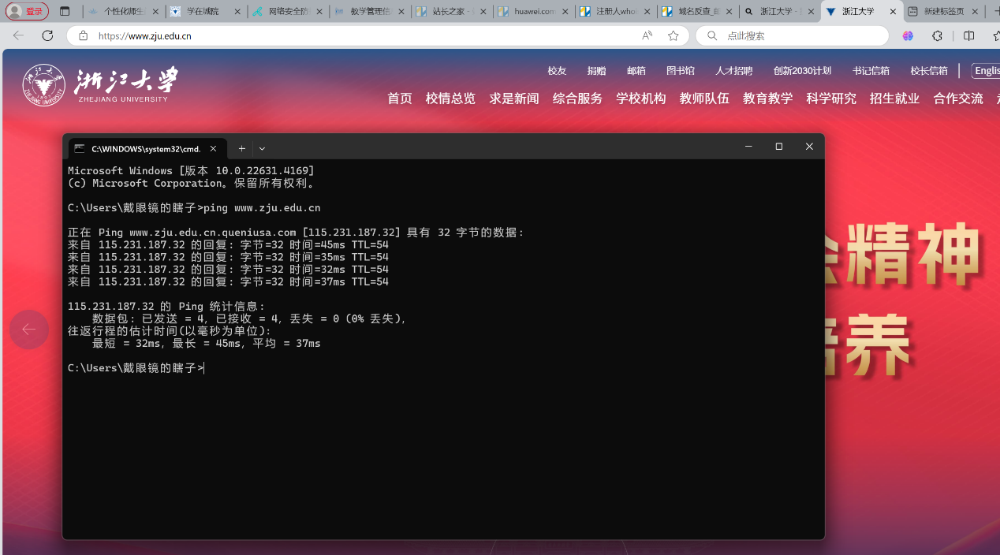 登录 个性化师生 学在城院 网络安全防 教学管理信 站长之家 - huawei.com 注册人whoi 域名反查_自 浙江大学 - 浙江大学 新建标签页
https://www.zju.edu.cn 点此搜索
浙江大学
ZHEJIANG UNIVERSITY
校友 捐赠 邮箱 图书馆 人才招聘 创新2030计划 书记信箱 校长信箱 Englis
首页 校情总览 求是新闻 综合服务 学校机构 教师队伍 教育教学 科学研究 招生就业 合作交流
C:\WINDOWS\system32\cmd.
Microsoft Windows [版本 10.0.22631.4169]
(c) Microsoft Corporation。保留所有权利。
C:\Users\戴眼镜的瞎子>ping www.zju.edu.cn
正在 Ping www.zju.edu.cn.queniusa.com [115.231.187.32] 具有 32 字节的数据:
来自 115.231.187.32 的回复: 字节=32 时间=45ms TTL=54
来自 115.231.187.32 的回复: 字节=32 时间=35ms TTL=54
来自 115.231.187.32 的回复: 字节=32 时间=32ms TTL=54
来自 115.231.187.32 的回复: 字节=32 时间=37ms TTL=54
115.231.187.32 的 Ping 统计信息:
数据包: 已发送 = 4，已接收 = 4，丢失 = 0 (0% 丢失)，
往返行程的估计时间(以毫秒为单位):
最短 = 32ms，最长 = 45ms，平均 = 37ms
C:\Users\戴眼镜的瞎子>
精神
养